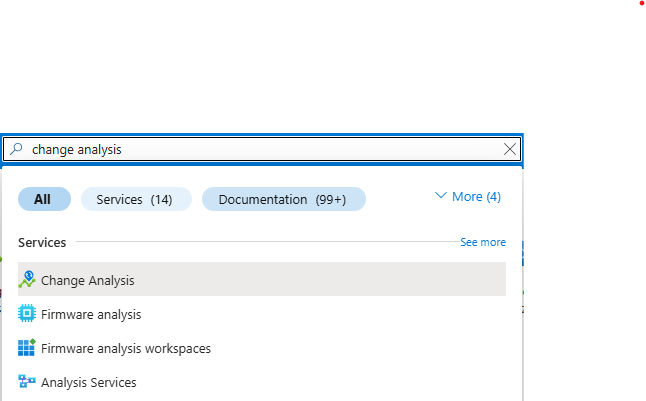 change analysis
All Services (14) Documentation (99+) More (4)
Services See more
Change Analysis
Firmware analysis
Firmware analysis workspaces
Analysis Services